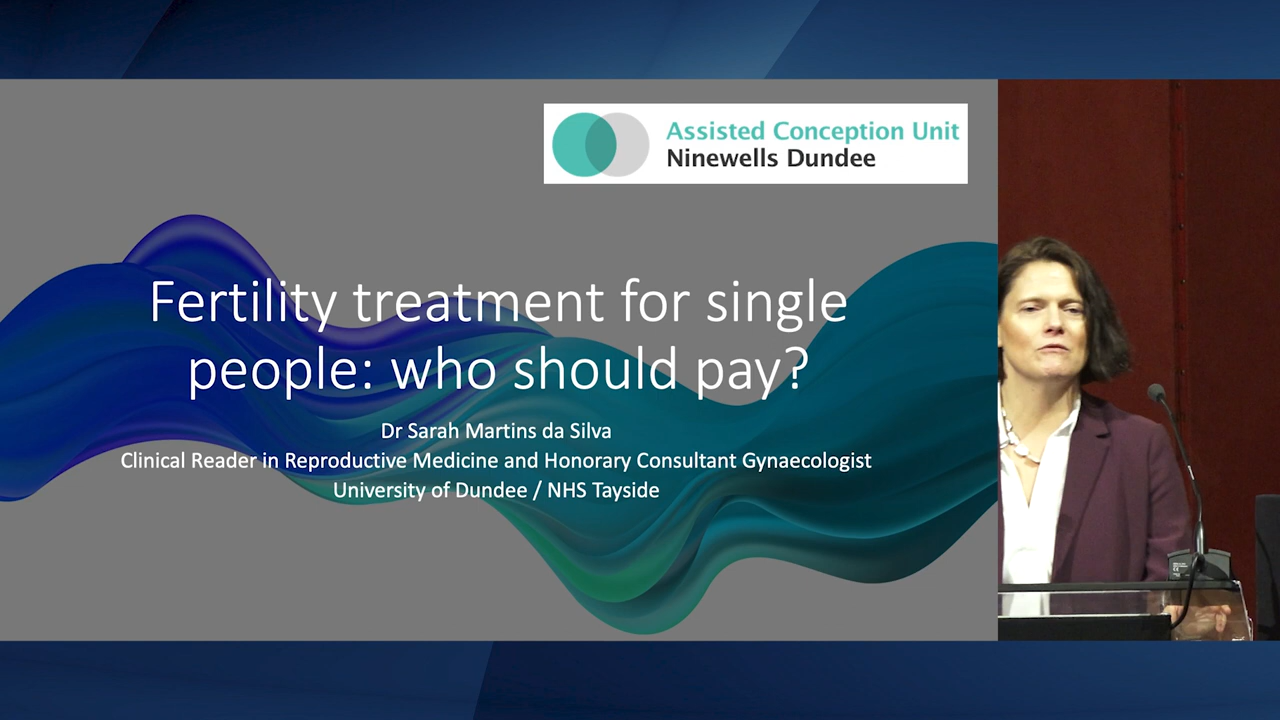 Assisted Conception Unit
Ninewells Dundee
Fertility treatment for single
people: who should pay?
Dr Sarah Martins da Silva
Clinical Reader in Reproductive Medicine and Honorary Consultant Gynaecologist
University of Dundee / NHS Tayside